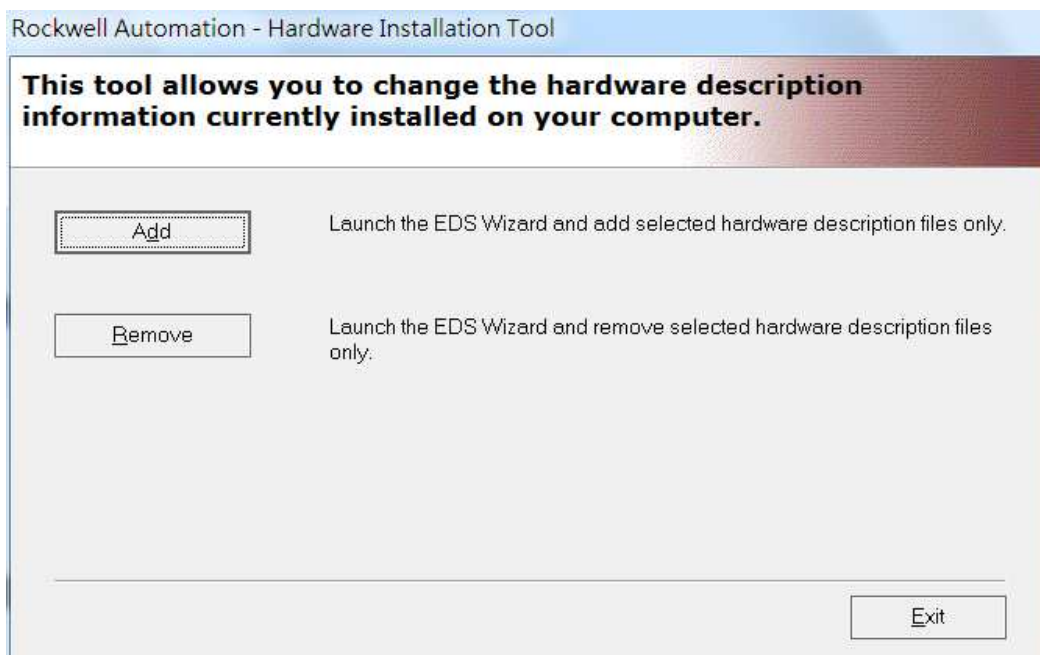 Rockwell Automation - Hardware Installation Tool
This tool allows you to change the hardware description
information currently installed on your computer.
Add
Launch the EDS Wizard and add selected hardware description files only.
Remove
Launch the EDS Wizard and remove selected hardware description files
only.
Exit